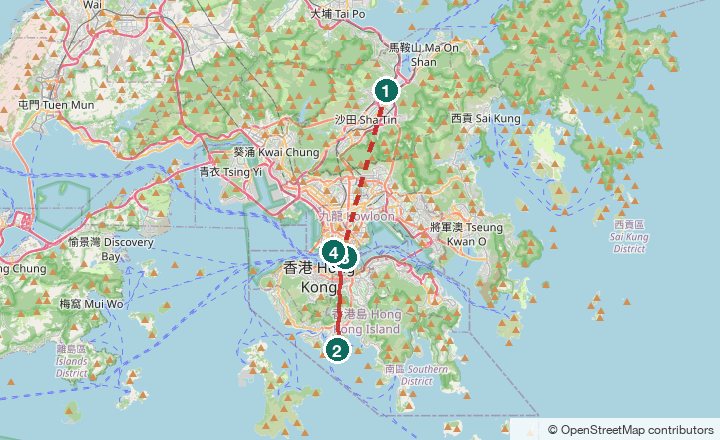 Wai
大埔 Tai Po
馬鞍山 Ma On
Shan
屯門 Tuen Mun
1
沙田 Sha Tin
西貢 Sai Kung
葵涌 Kwai Chung
青衣 Tsing Yi
九龍 Kowloon
西貢區
Sai Kung
District
將軍澳 Tseung
Kwan O
愉景灣 Discovery
Bay
4
3
香港 Hong
Kong
ng Chung
梅窩 Mui Wo
香港島 Hong
Kong Island
2
離島區
Islands
District
南區 Southern
District
© OpenStreetMap contributors